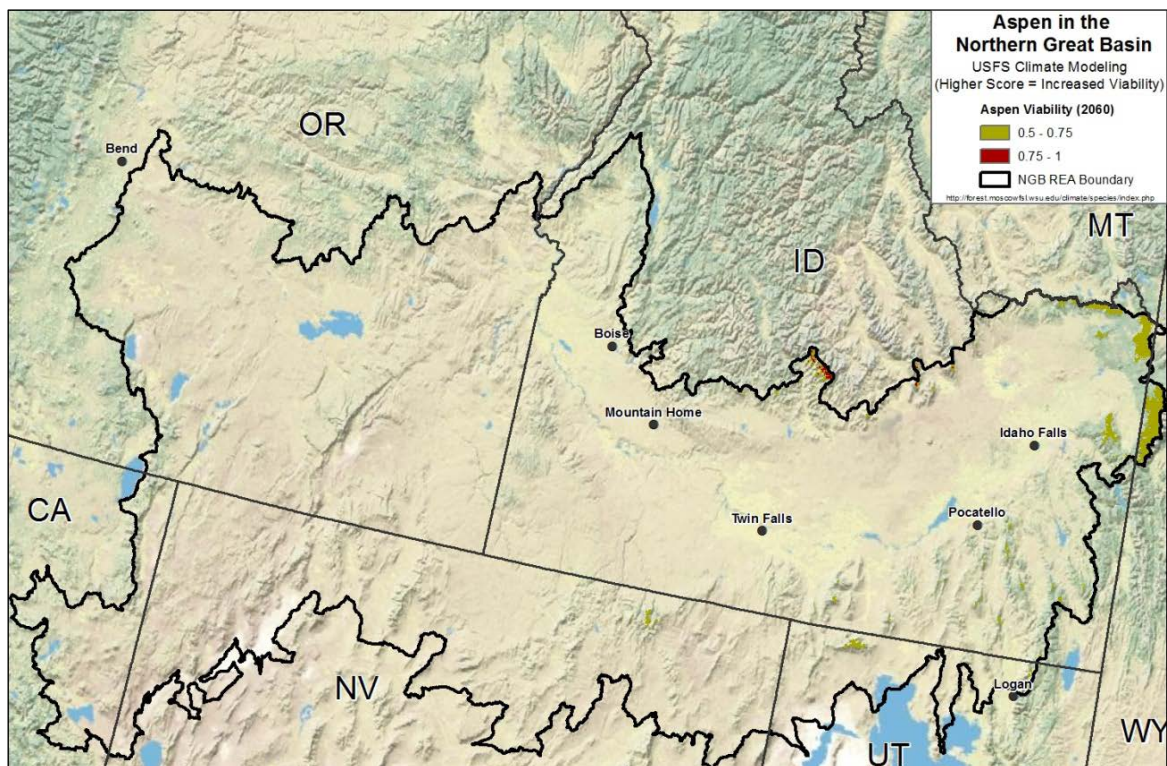 Aspen in the
Northern Great Basin
USFS Climate Modeling
(Higher Score = Increased Viability)
Aspen Viability (2060)
0.5 - 0.75
0.75 - 1
NGB REA Boundary
http://forest.moscowfsl.wsu.edu/climate/species/index.php
OR
Bend
MT
ID
Boise
Mountain Home
Idaho Falls
CA
Twin Falls
Pocatello
NV
Logan
WY
UT